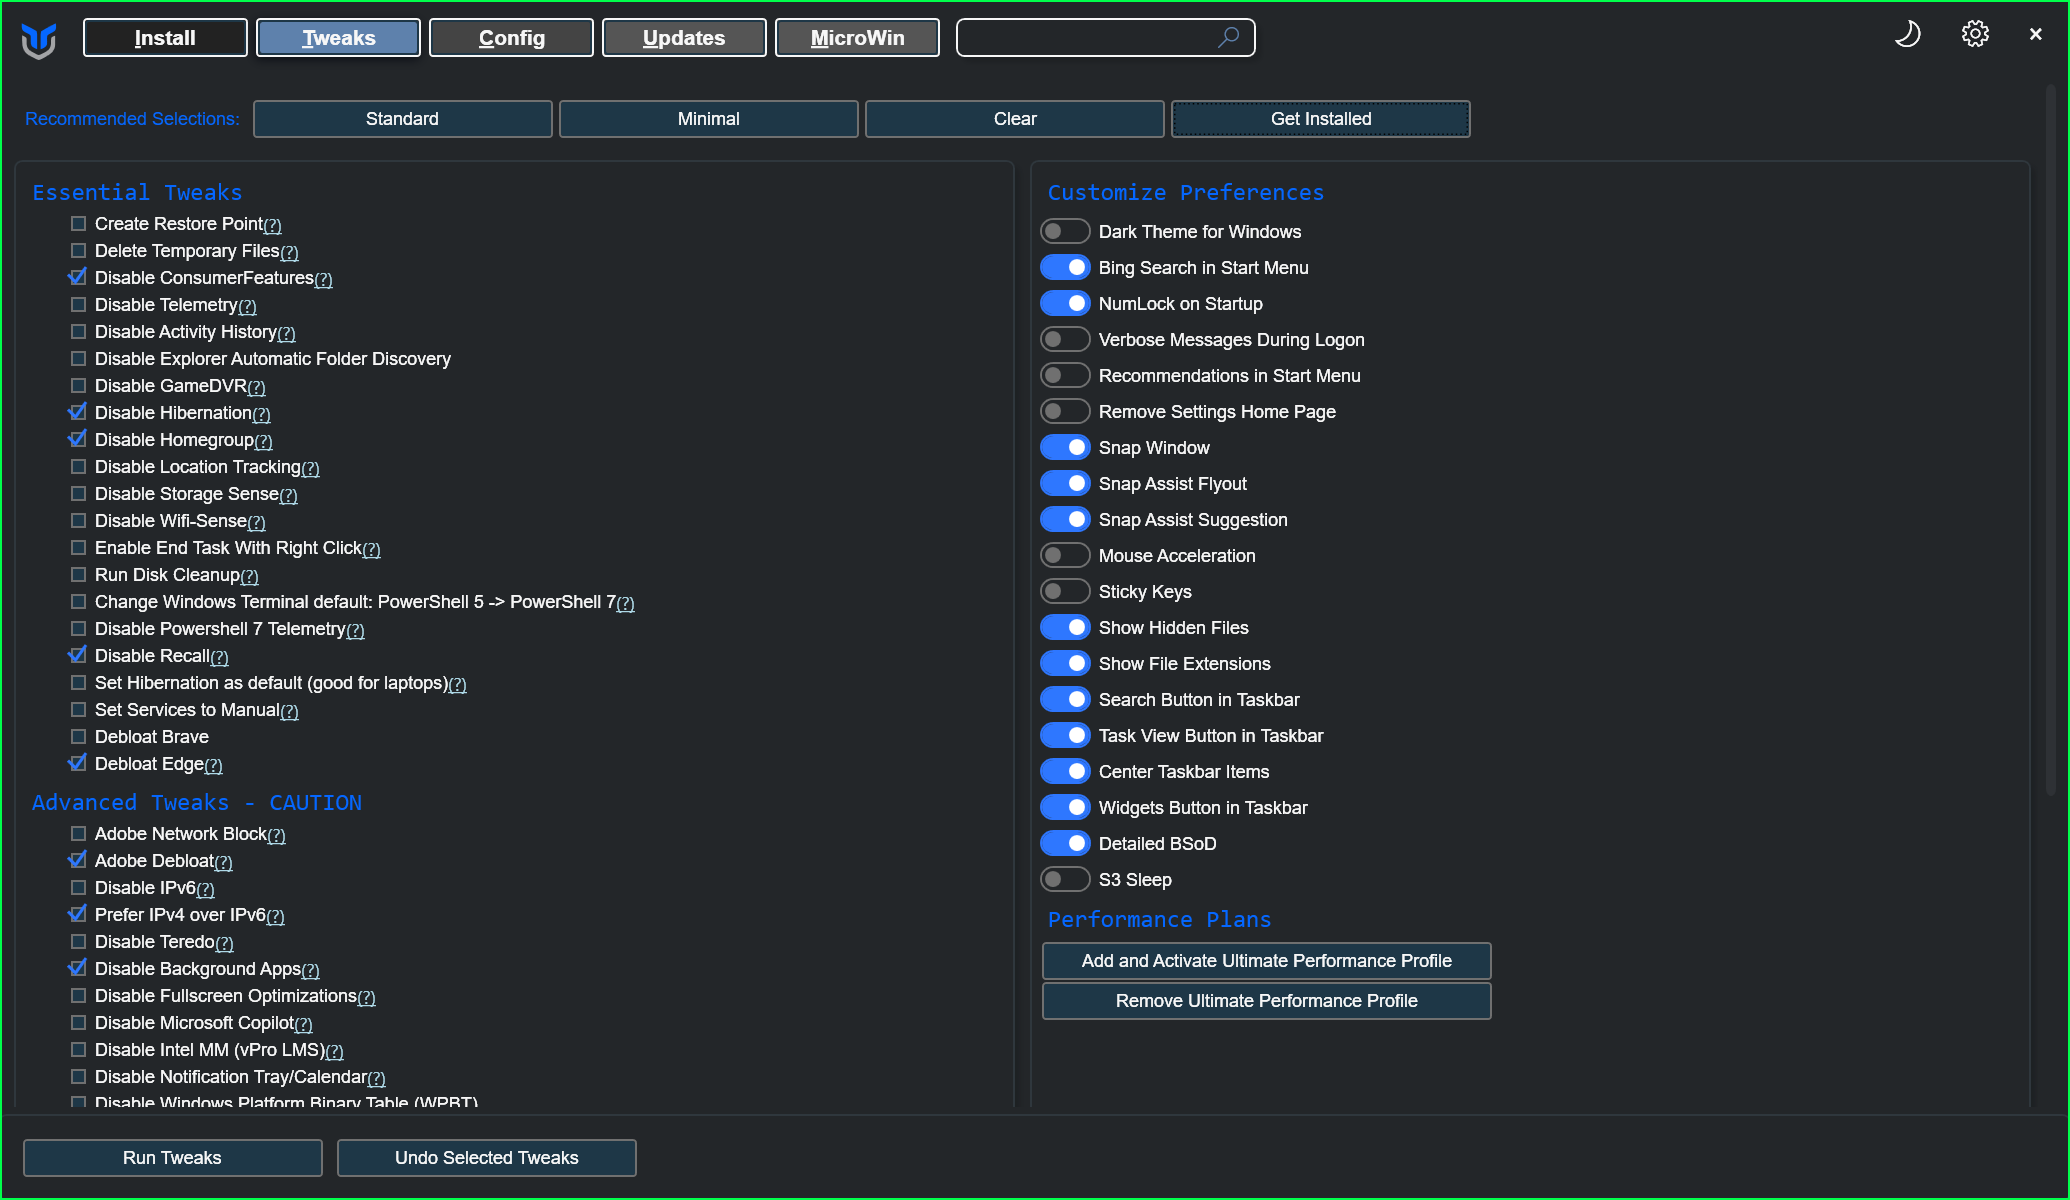 Install
Tweaks
Config
Updates
MicroWin
Recommended Selections:
Standard
Minimal
Clear
Get Installed
Essential Tweaks
Create Restore Point(?)
Delete Temporary Files(?)
Disable ConsumerFeatures(?)
Disable Telemetry(?)
Disable Activity History(?)
Disable Explorer Automatic Folder Discovery
Disable GameDVR(?)
Disable Hibernation(?)
Disable Homegroup(?)
Disable Location Tracking(?)
Disable Storage Sense(?)
Disable Wifi-Sense(?)
Enable End Task With Right Click(?)
Run Disk Cleanup(?)
Change Windows Terminal default: PowerShell 5 -> PowerShell 7(?)
Disable Powershell 7 Telemetry(?)
Disable Recall(?)
Set Hibernation as default (good for laptops)(?)
Set Services to Manual(?)
Debloat Brave
Debloat Edge(?)
Advanced Tweaks - CAUTION
Adobe Network Block(?)
Adobe Debloat(?)
Disable IPv6(?)
Prefer IPv4 over IPv6(?)
Disable Teredo(?)
Disable Background Apps(?)
Disable Fullscreen Optimizations(?)
Disable Microsoft Copilot(?)
Disable Intel MM (vPro LMS)(?)
Disable Notification Tray/Calendar(?)
Disable Windows Platform Binary Table (WPBT)
Customize Preferences
Dark Theme for Windows
Bing Search in Start Menu
NumLock on Startup
Verbose Messages During Logon
Recommendations in Start Menu
Remove Settings Home Page
Snap Window
Snap Assist Flyout
Snap Assist Suggestion
Mouse Acceleration
Sticky Keys
Show Hidden Files
Show File Extensions
Search Button in Taskbar
Task View Button in Taskbar
Center Taskbar Items
Widgets Button in Taskbar
Detailed BSoD
S3 Sleep
Performance Plans
Add and Activate Ultimate Performance Profile
Remove Ultimate Performance Profile
Run Tweaks
Undo Selected Tweaks